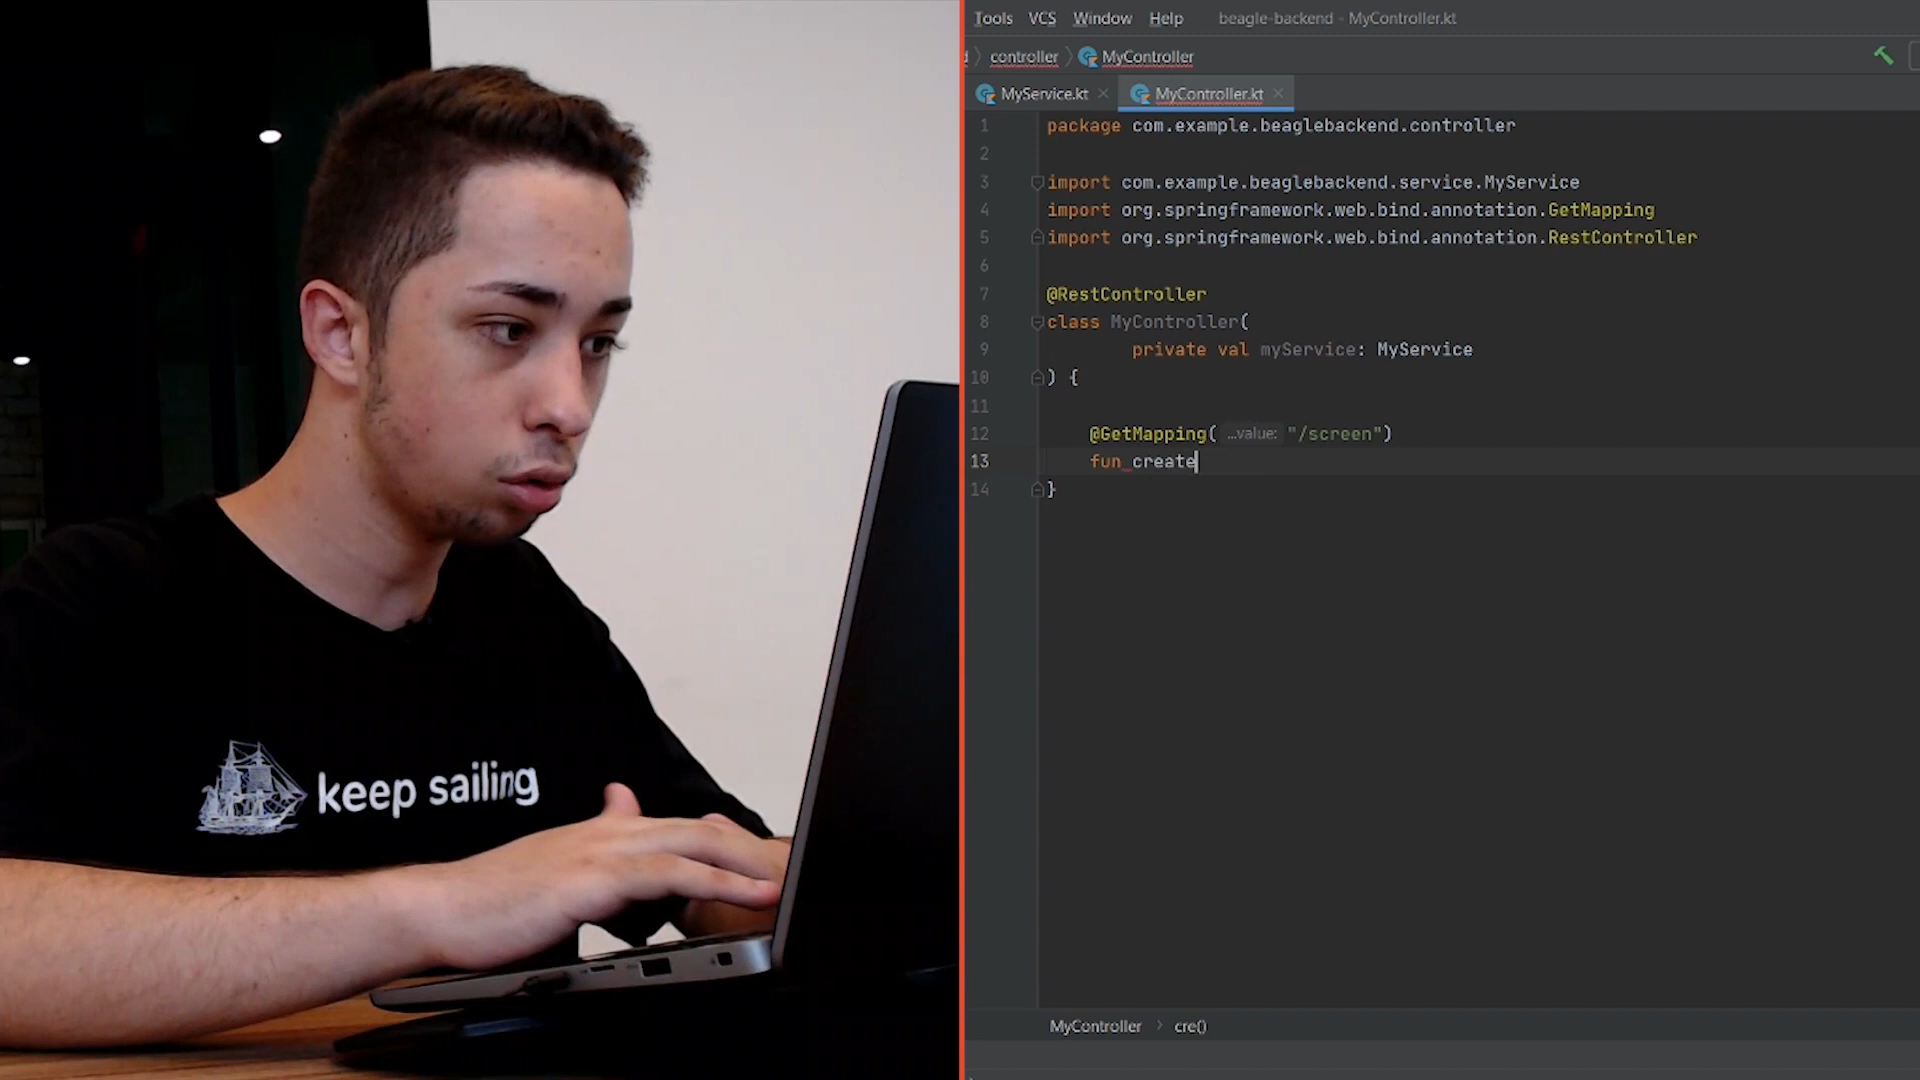 keep sailing
Tools VCS Window Help beagle-backend - MyController.kt
controller MyController
MyService.kt MyController.kt
1 package com.example.beaglebackend.controller
2
3 import com.example.beaglebackend.service.MyService
4 import org.springframework.web.bind.annotation.GetMapping
5 import org.springframework.web.bind.annotation.RestController
6
7 @RestController
8 class MyController(
9 private val myService: MyService
10 ) {
11
12 @GetMapping( …value: "/screen")
13 fun create
14 }
MyController cre()